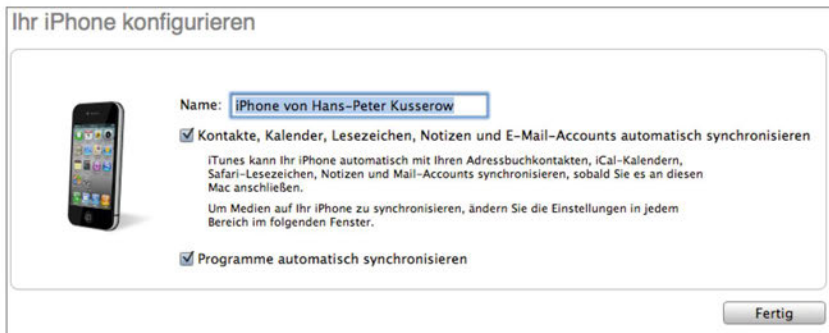 Ihr iPhone konfigurieren
Name: iPhone von Hans-Peter Kusserow
Kontakte, Kalender, Lesezeichen, Notizen und E-Mail-Accounts automatisch synchronisieren
iTunes kann Ihr iPhone automatisch mit Ihren Adressbuchkontakten, iCal-Kalendern,
Safari-Lesezeichen, Notizen und Mail-Accounts synchronisieren, sobald Sie es an diesen
Mac anschließen.
Um Medien auf Ihr iPhone zu synchronisieren, ändern Sie die Einstellungen in jedem
Bereich im folgenden Fenster.
Programme automatisch synchronisieren
Fertig